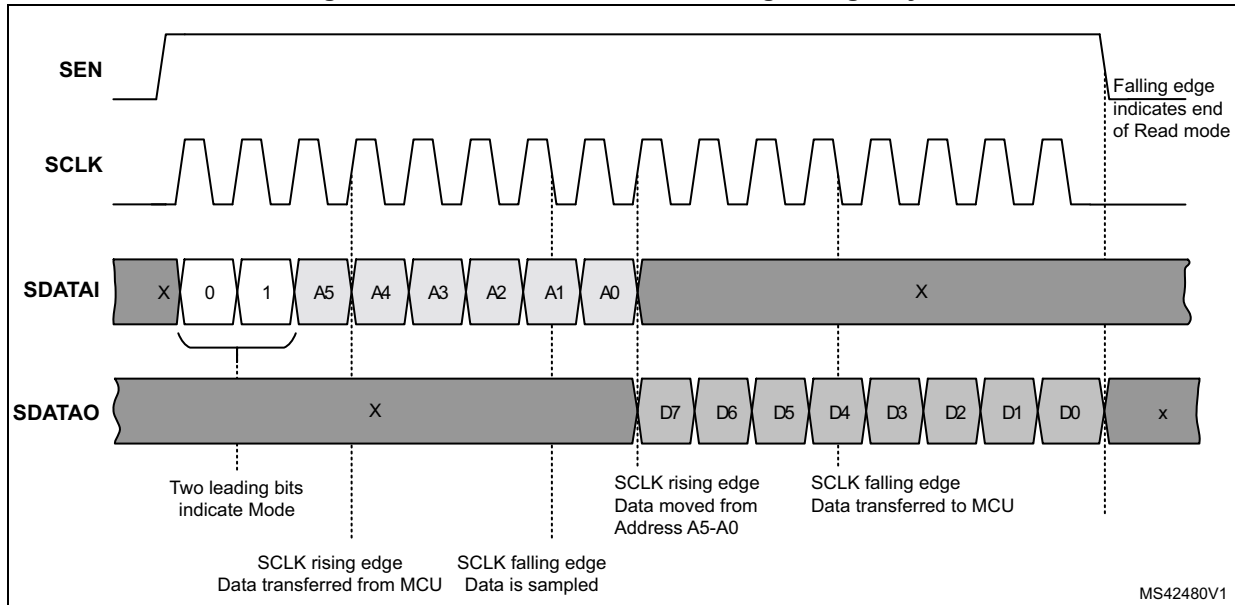 SEN
Falling edge
indicates end
of Read mode
SCLK
SDATAI
X 0 1 A5 A4 A3 A2 A1 A0 X
SDATAO
X D7 D6 D5 D4 D3 D2 D1 D0 x
Two leading bits
indicate Mode
SCLK rising edge
Data transferred from MCU
SCLK falling edge
Data is sampled
SCLK rising edge
Data moved from
Address A5-A0
SCLK falling edge
Data transferred to MCU
MS42480V1